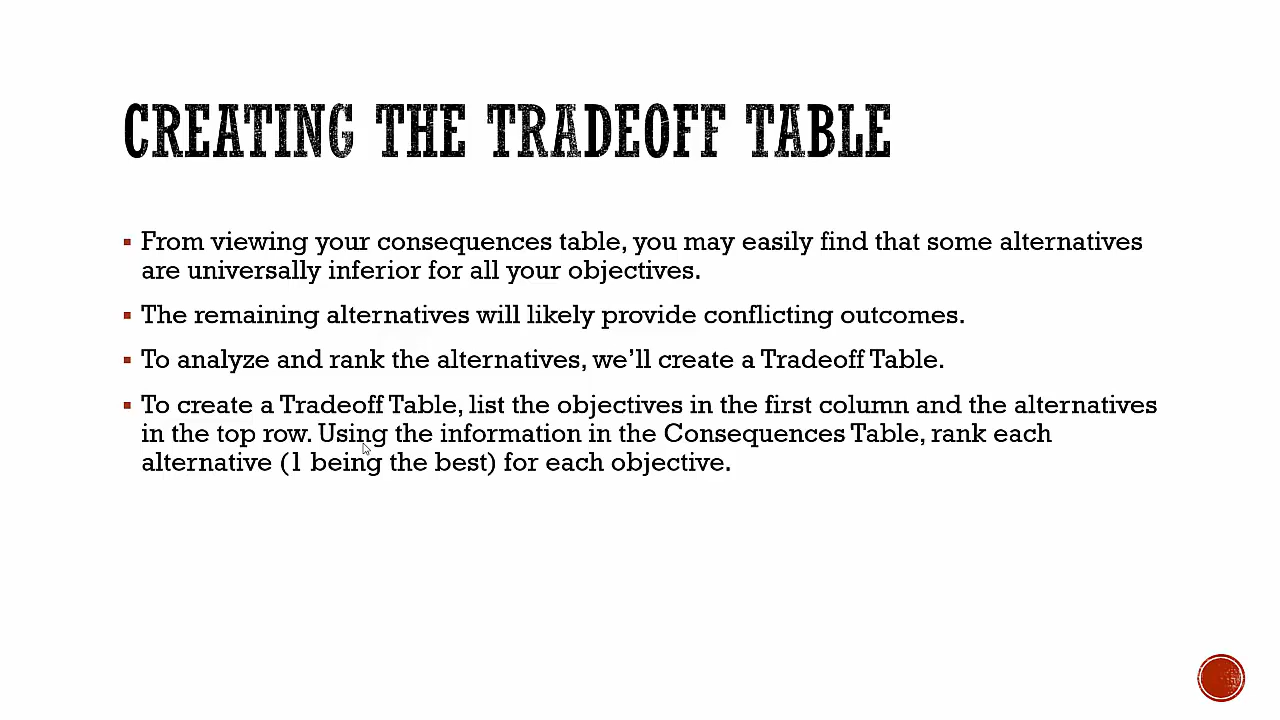 CREATING THE TRADEOFF TABLE
From viewing your consequences table, you may easily find that some alternatives
are universally inferior for all your objectives.
The remaining alternatives will likely provide conflicting outcomes.
To analyze and rank the alternatives, we'll create a Tradeoff Table.
To create a Tradeoff Table, list the objectives in the first column and the alternatives
in the top row. Using the information in the Consequences Table, rank each
alternative (1 being the best) for each objective.